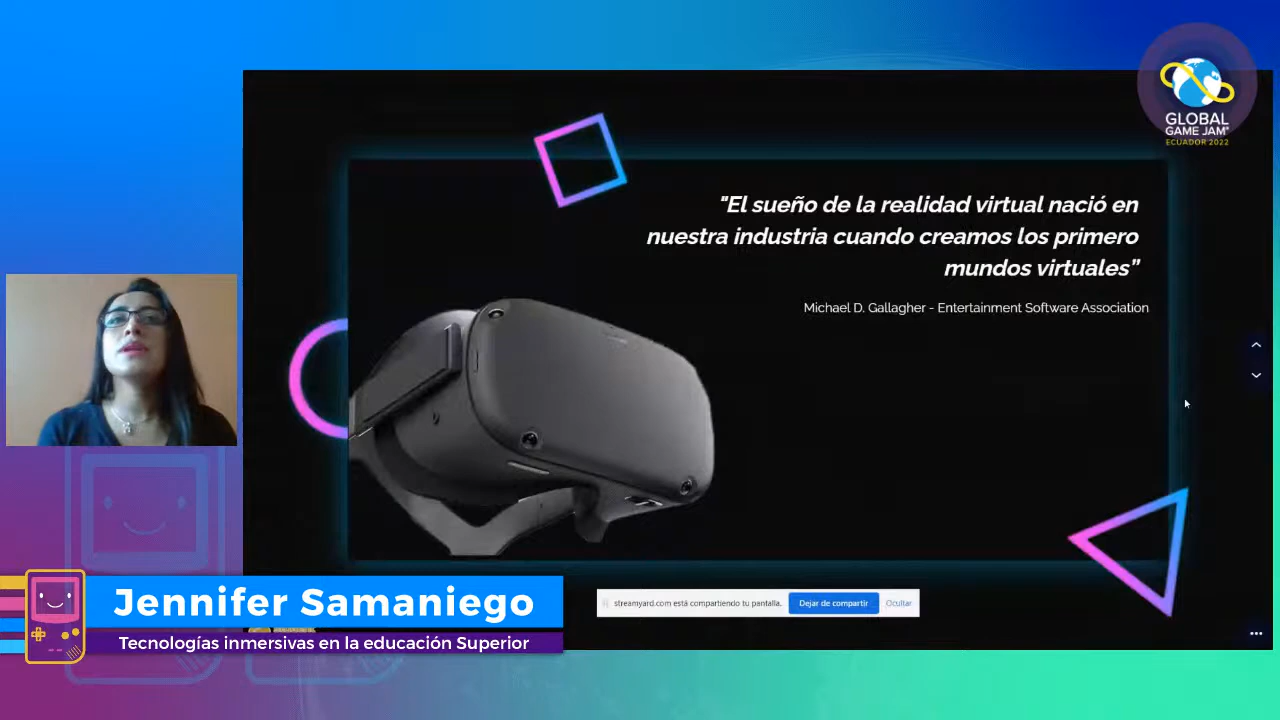 GLOBAL
GAME JAM®
ECUADOR 2022
"El sueño de la realidad virtual nació en
nuestra industria cuando creamos los primero
mundos virtuales”
Michael D. Gallagher - Entertainment Software Association
Jennifer Samaniego
Tecnologías inmersivas en la educación Superior
streamyard.com está compartiendo tu pantalla.
Dejar de compartir
Ocultar